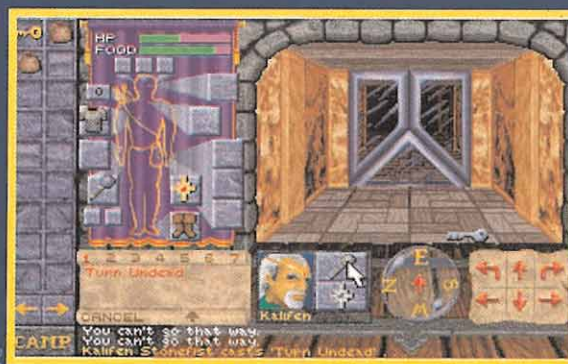 HP
FOOD
0
1 2 3 4 5 6 7
Turn Undead
CANCEL
Kalifen
E
N
S
W
CAMP
You can't go that way.
You can't go that way.
Kalifen Stonefist casts 'Turn Undead'.